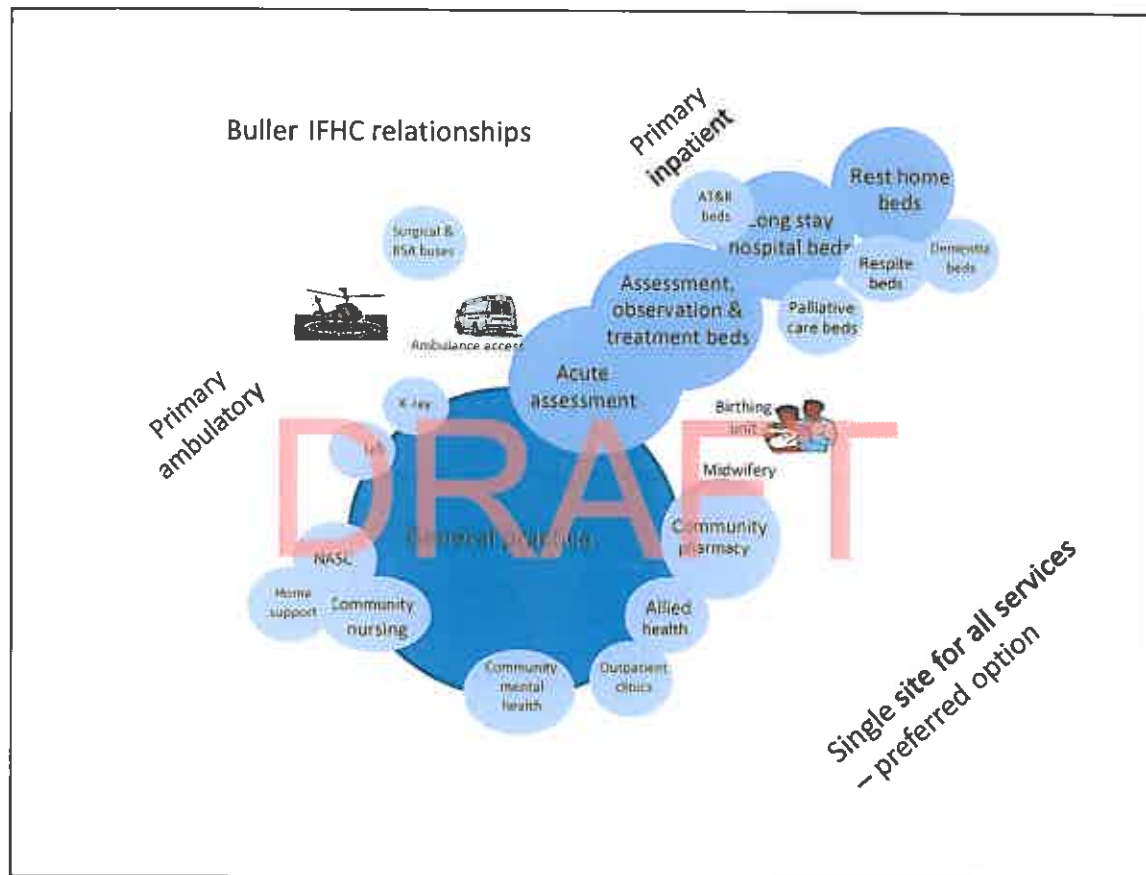 Buller IFHC relationships
Primary
inpatient
Rest home
beds
AT&R
beds
Long stay
hospital beds
Surgical &
BSA buses
Respite
beds
Dementia
beds
Assessment,
observation &
treatment beds
Palliative
care beds
Ambulance access
Acute
assessment
Primary
ambulatory
X-ray
Birthing
unit
lab
DRAFT
Midwifery
General practice
Community
pharmacy
NASC
Home
support
Community
nursing
Allied
health
Community
mental
health
Outpatient
clinics
Single site for all services
– preferred option